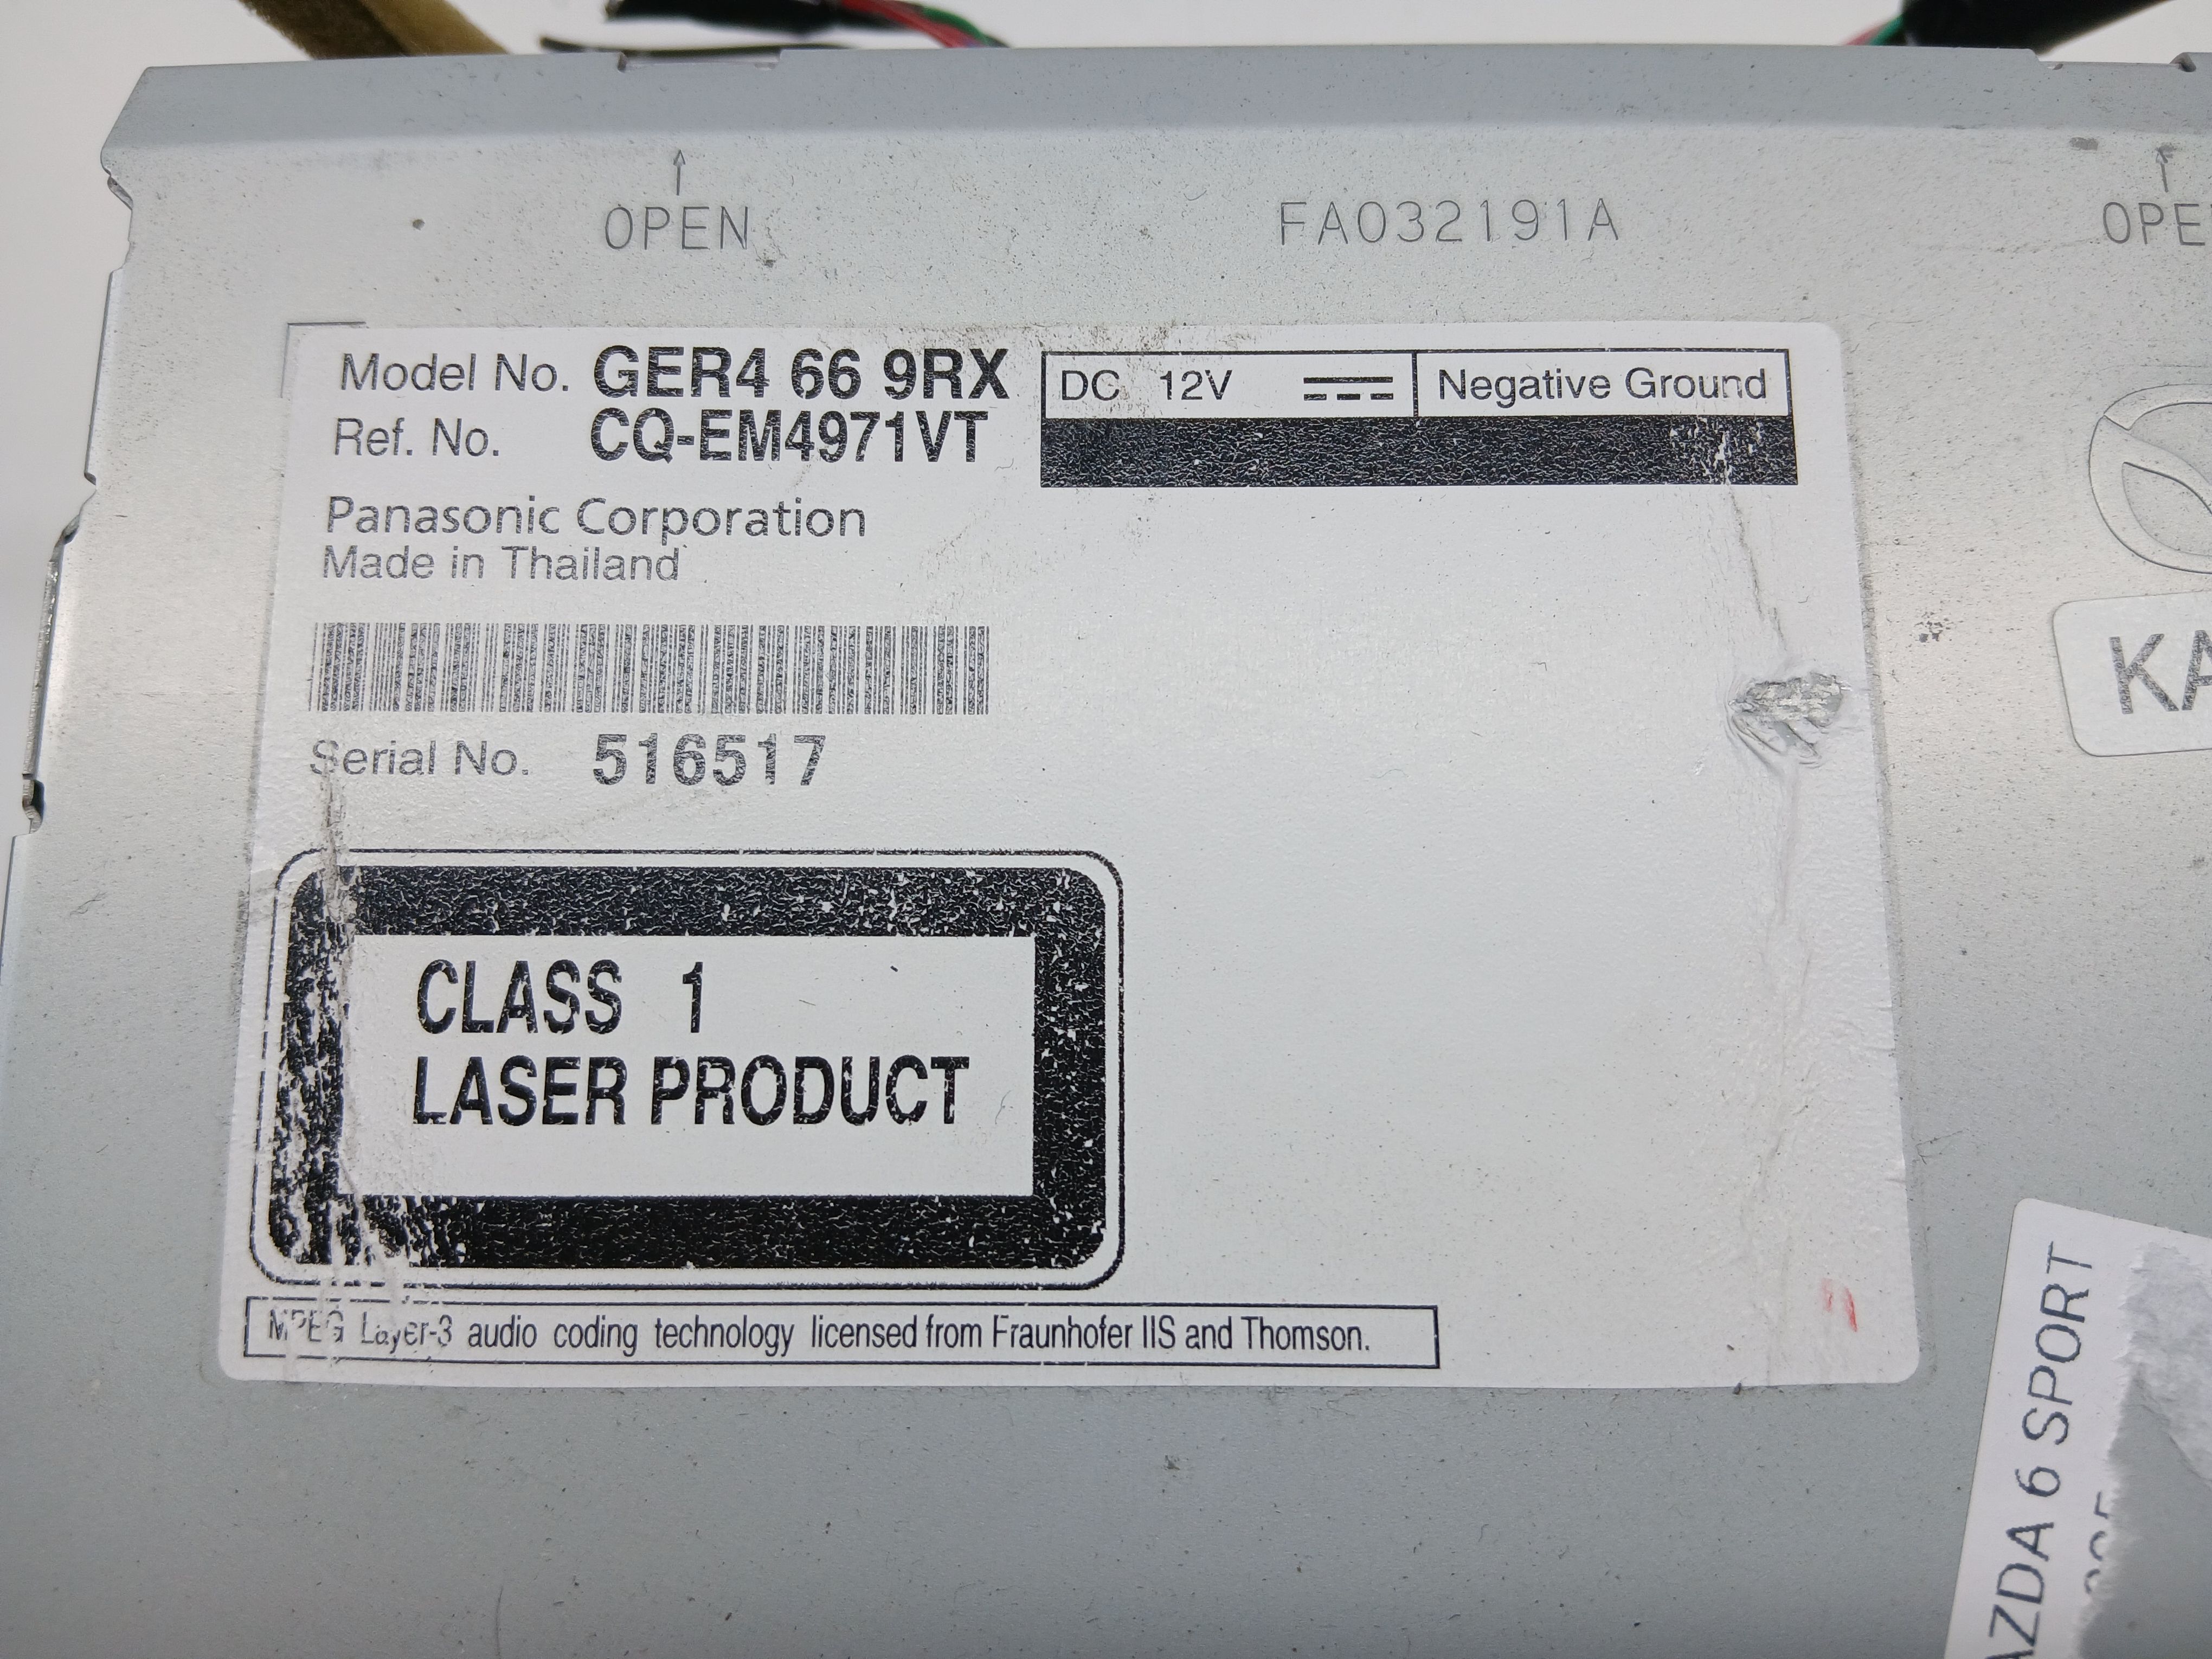 OPEN
FA032191A
OPE
Model No. GER4 66 9RX
Ref. No. CQ-EM4971VT
DC 12V
Negative Ground
Panasonic Corporation
Made in Thailand
KA
Serial No. 516517
CLASS 1
LASER PRODUCT
MPEG Layer-3 audio coding technology licensed from Fraunhofer IIS and Thomson.
AZDA 6 SPORT